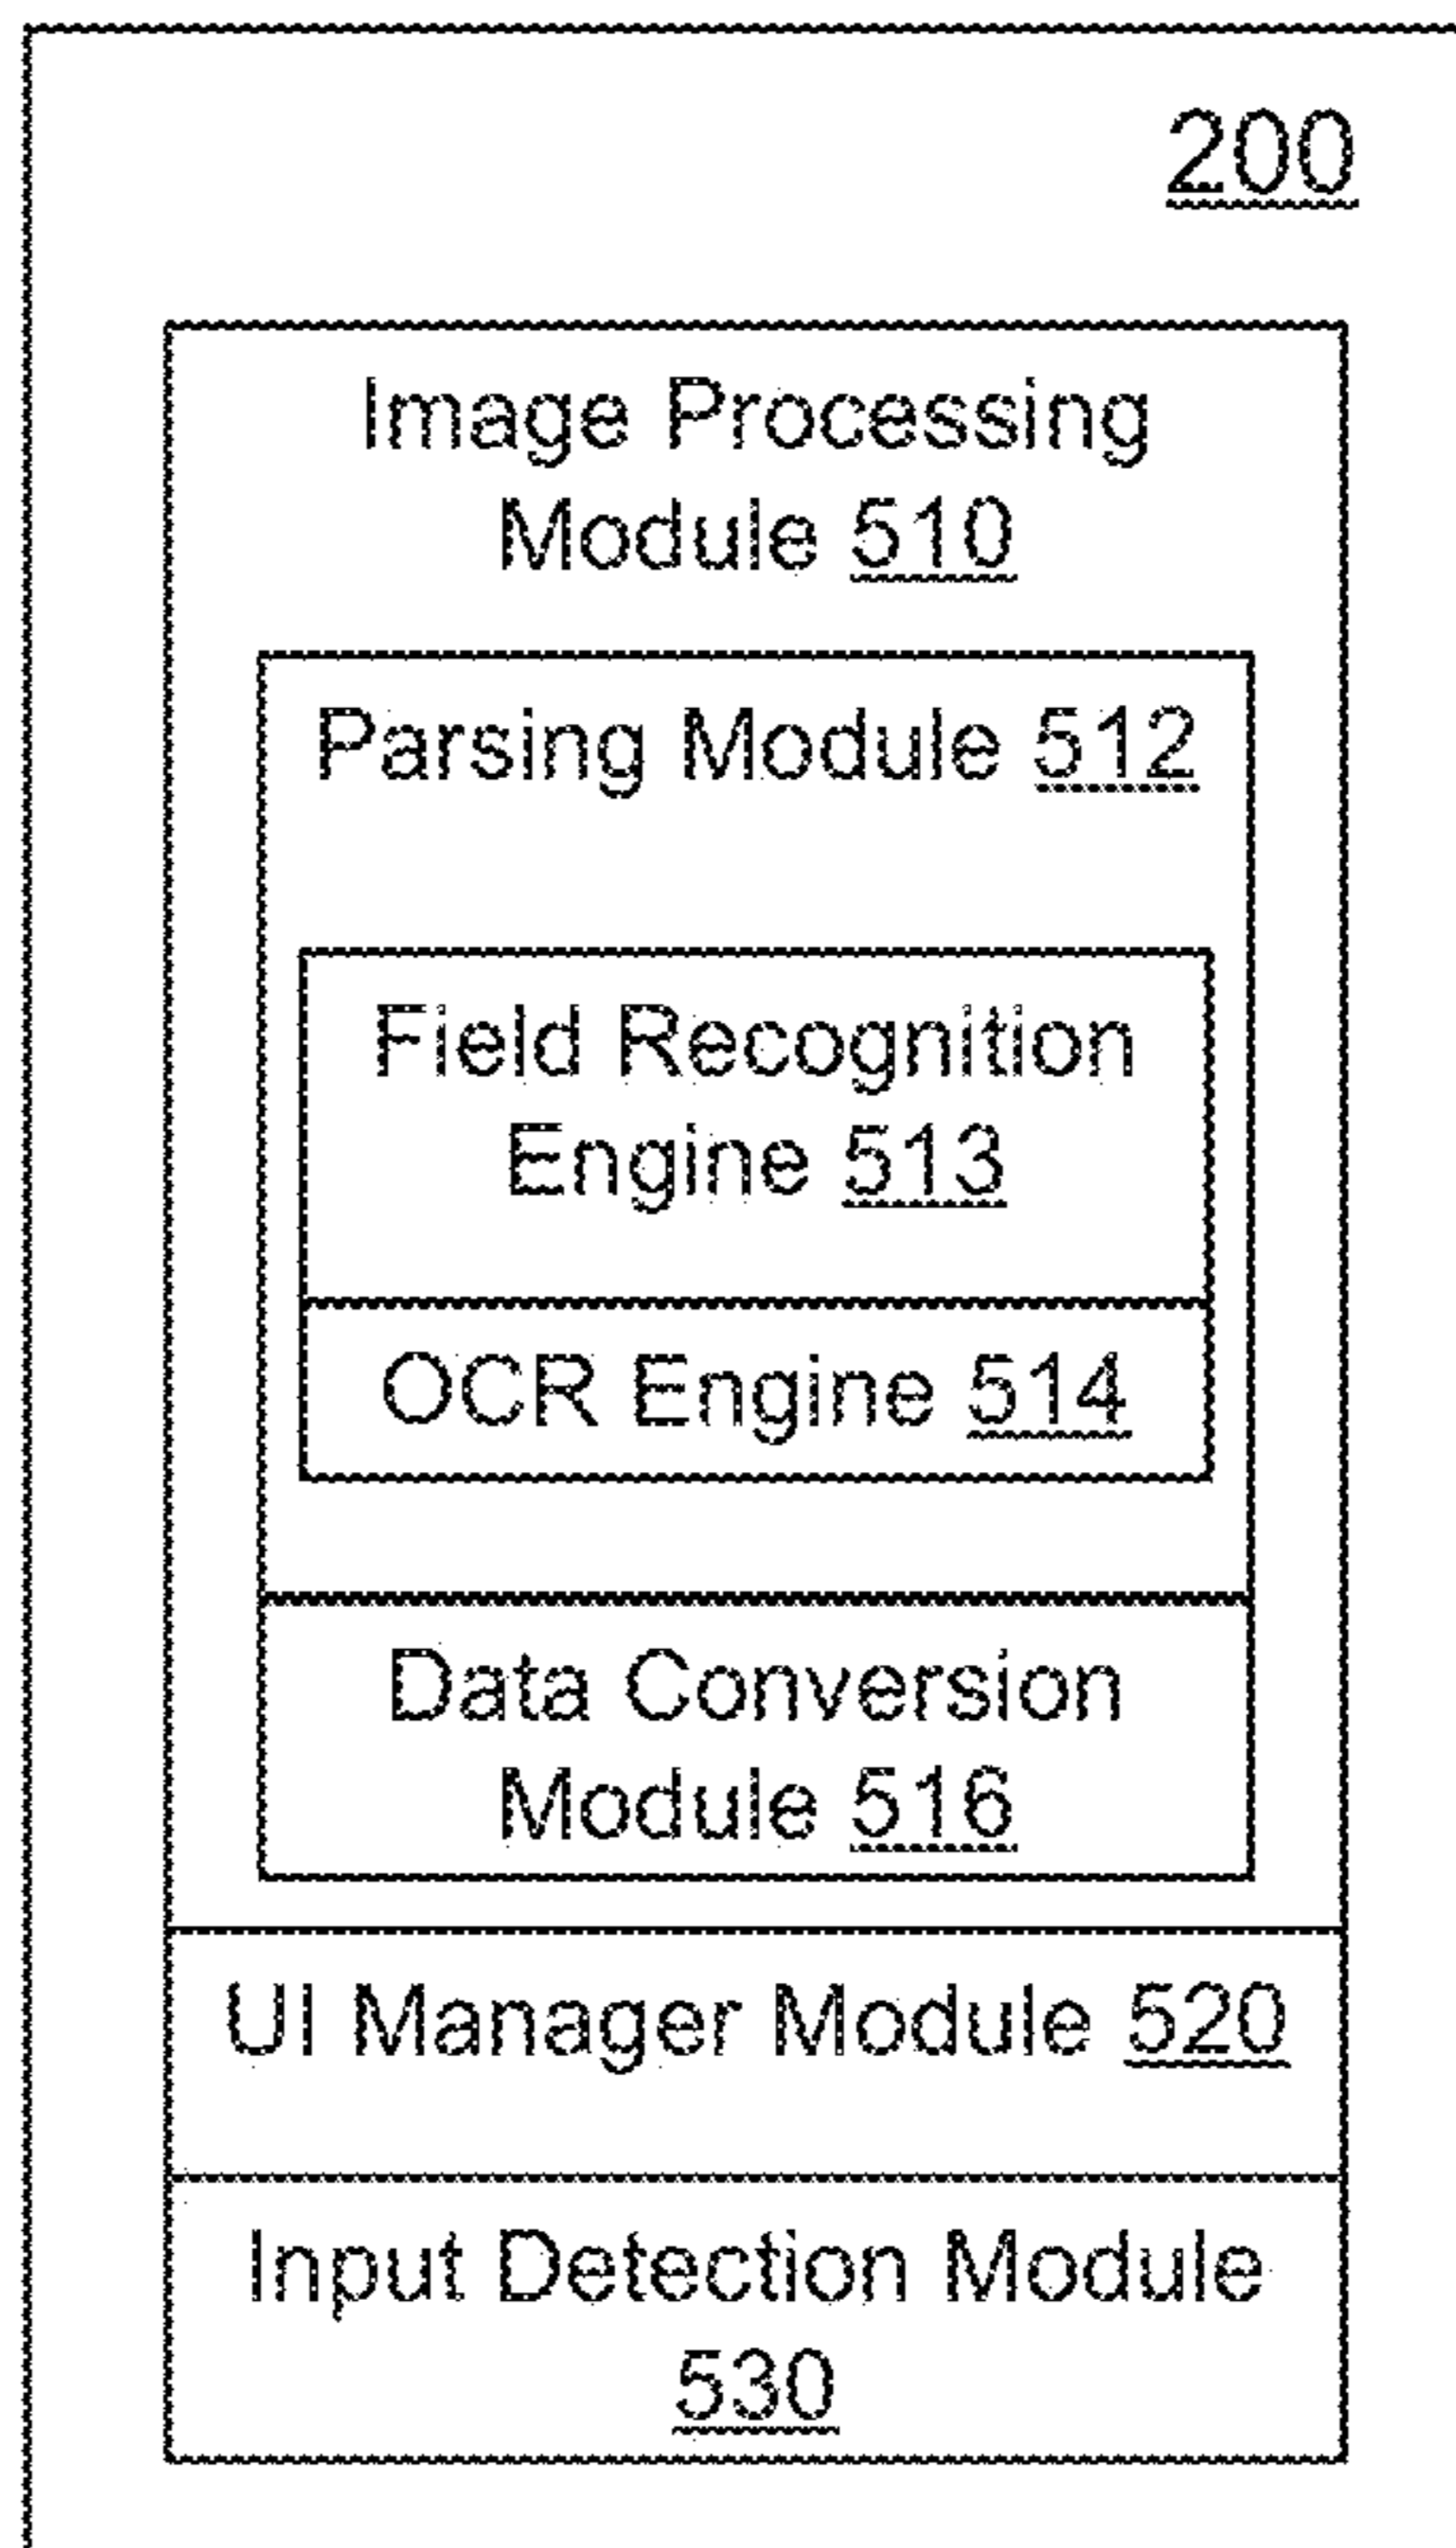 200
Image Processing
Module 510
Parsing Module 512
Field Recognition
Engine 513
OCR Engine 514
Data Conversion
Module 516
UI Manager Module 520
Input Detection Module
530